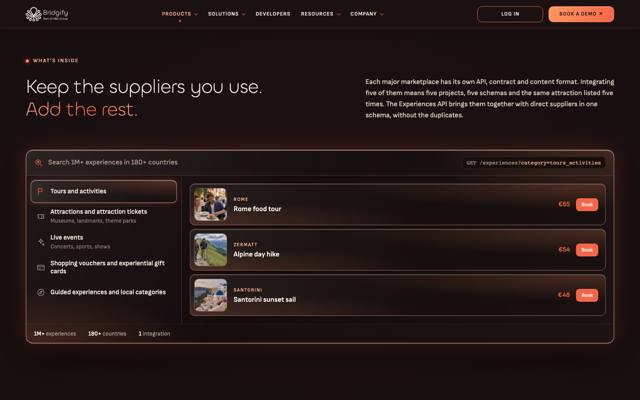 Bridgify
PRODUCTS
SOLUTIONS
DEVELOPERS
RESOURCES
COMPANY
LOG IN
BOOK A DEMO ↗
WHAT'S INSIDE
Keep the suppliers you use.
Add the rest.
Each major marketplace has its own API, contract and content format. Integrating
five of them means five projects, five schemas and the same attraction listed five
times. The Experiences API brings them together with direct suppliers in one
schema, without the duplicates.
Search 1M+ experiences in 180+ countries
GET /experiences?category=tours_activities
Tours and activities
Attractions and attraction tickets
Museums, landmarks, theme parks
Live events
Concerts, sports, shows
Shopping vouchers and experiential gift
cards
Guided experiences and local categories
ROME
Rome food tour
€65
Book
ZERMATT
Alpine day hike
€54
Book
SANTORINI
Santorini sunset sail
€48
Book
1M+ experiences
180+ countries
1 integration